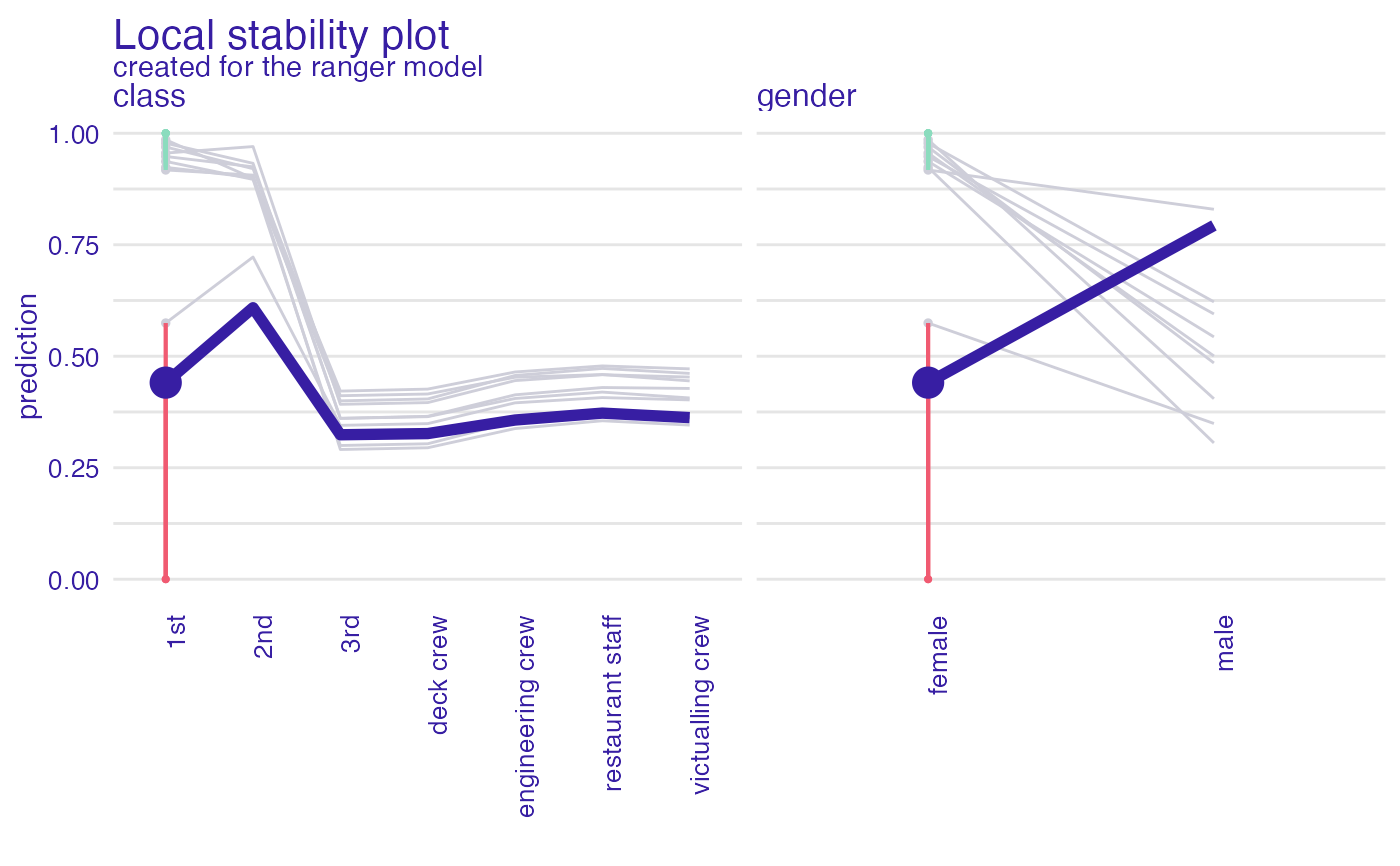 Local stability plot
created for the ranger model
class
gender
prediction
1.00
0.75
0.50
0.25
0.00
1st
2nd
3rd
deck crew
engineering crew
restaurant staff
victualling crew
female
male